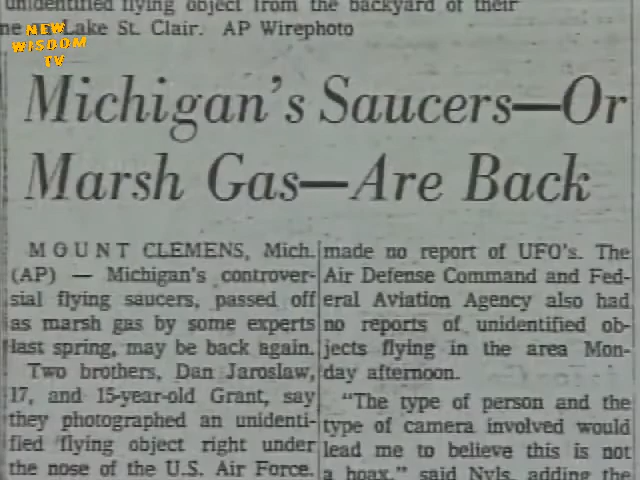 unidentified flying object from the backyard of their
ne Lake St. Clair. AP Wirephoto
NEW
WISDOM
TV
Michigan's Saucers—Or
Marsh Gas—Are Back
MOUNT CLEMENS, Mich.
(AP) — Michigan's controver-
sial flying saucers, passed off
as marsh gas by some experts
last spring, may be back again.
Two brothers, Dan Jaroslaw,
17, and 15-year-old Grant, say
they photographed an unidenti-
fied flying object right under
the nose of the U.S. Air Force.
made no report of UFO's. The
Air Defense Command and Fed-
eral Aviation Agency also had
no reports of unidentified ob-
jects flying in the area Mon-
day afternoon.
"The type of person and the
type of camera involved would
lead me to believe this is not
a hoax," said Nyls, adding the